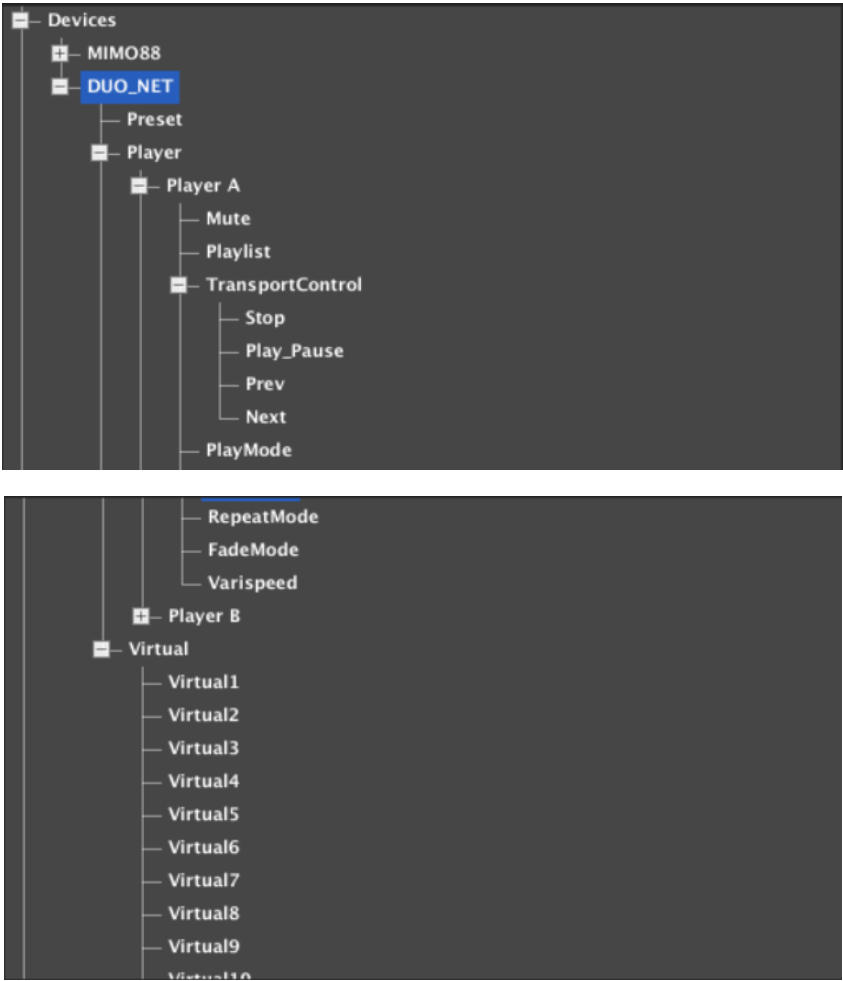 Devices
MIMO88
DUO_NET
Preset
Player
Player A
Mute
Playlist
TransportControl
Stop
Play_Pause
Prev
Next
PlayMode
RepeatMode
FadeMode
Varispeed
Player B
Virtual
Virtual1
Virtual2
Virtual3
Virtual4
Virtual5
Virtual6
Virtual7
Virtual8
Virtual9
Virtual10